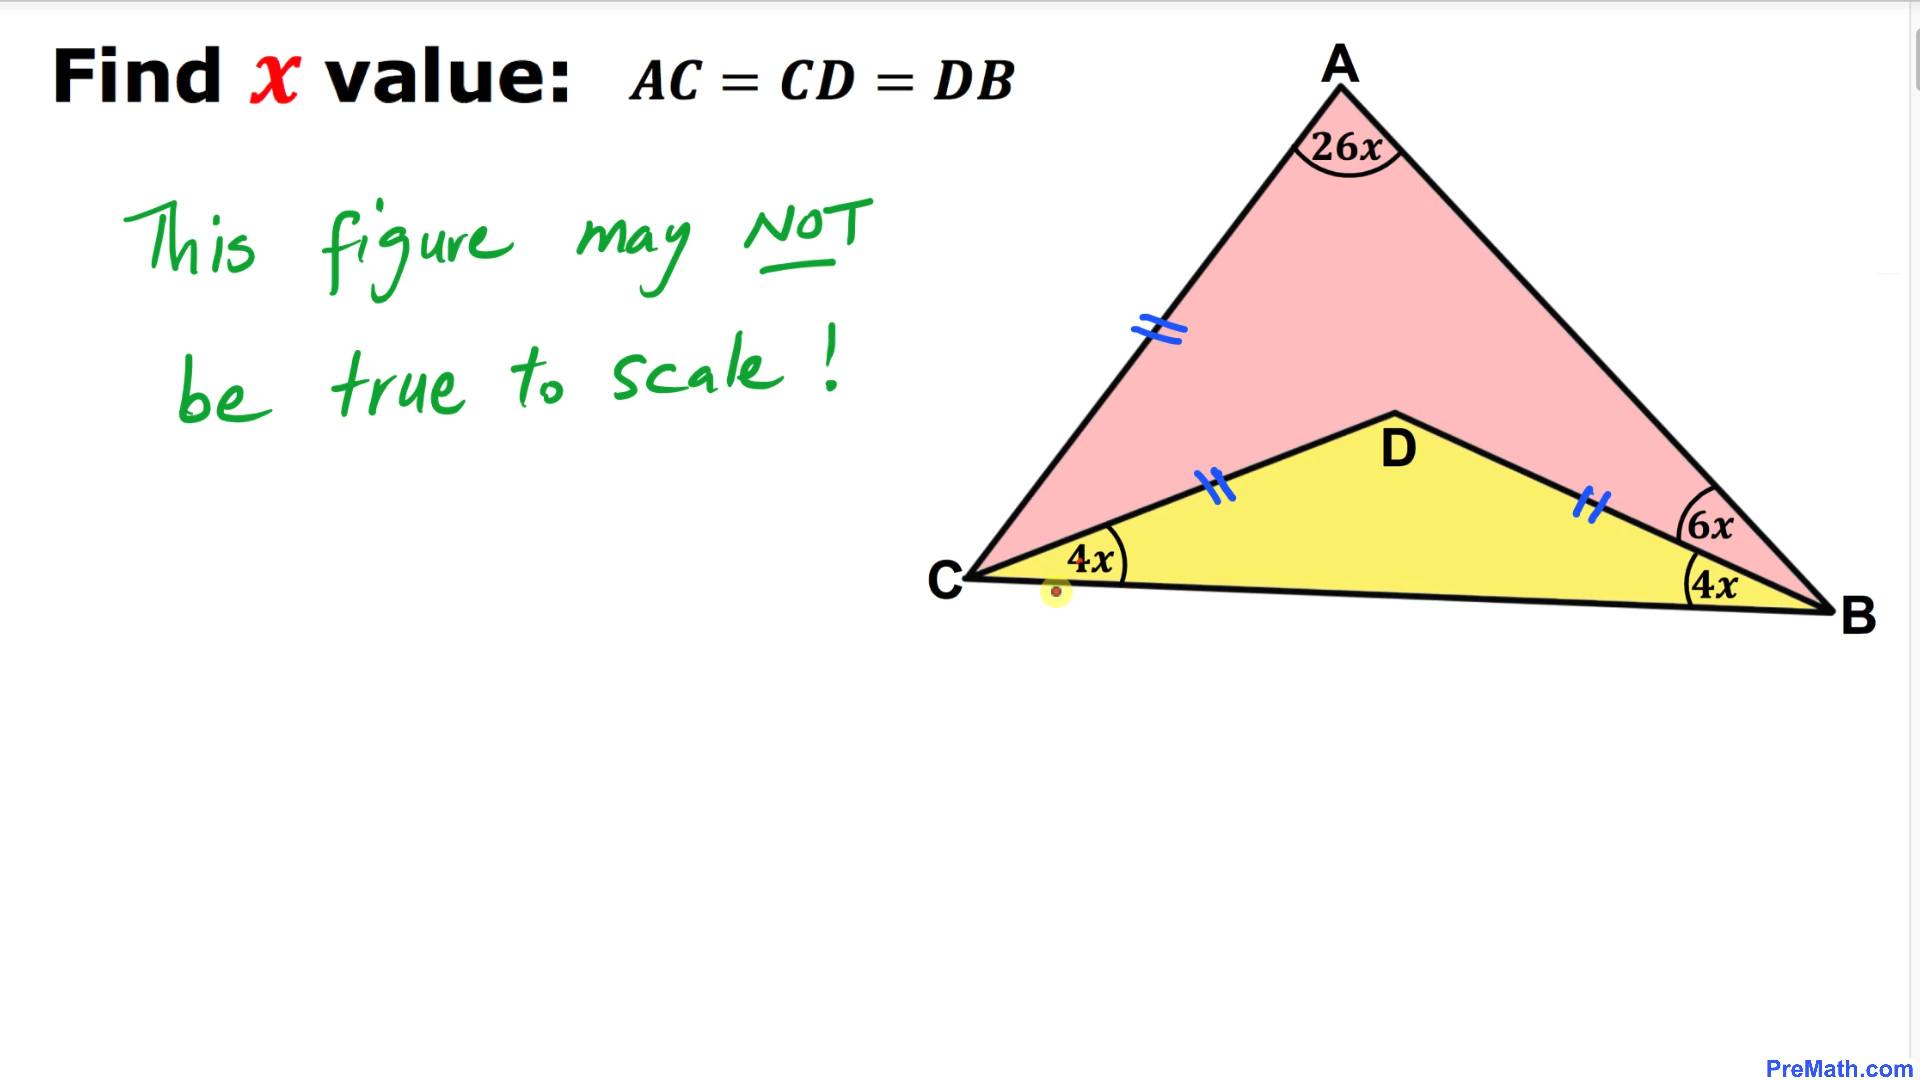 Find x value: AC = CD = DB
This figure may NOT
be true to scale!
A
26x
D
6x
4x
4x
C
B
PreMath.com